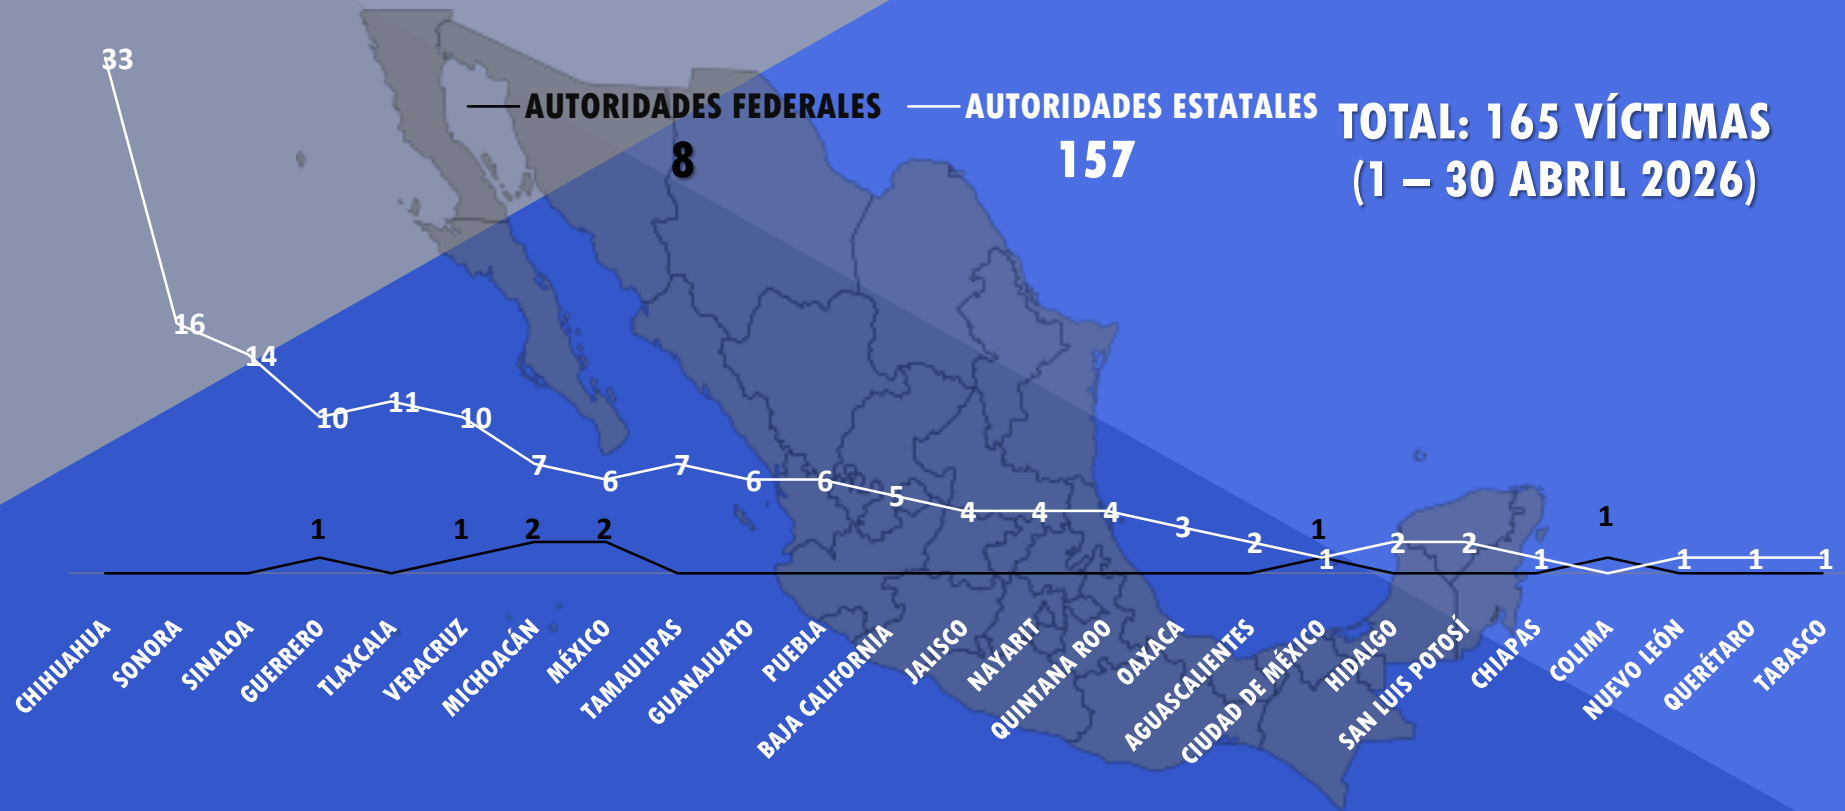 AUTORIDADES FEDERALES
8
AUTORIDADES ESTATALES
157
TOTAL: 165 VÍCTIMAS
(1 – 30 ABRIL 2026)
33
16
14
10
11
10
7
6
7
6
6
5
4
4
4
3
2
1
2
2
1
1
1
1
1
1
2
2
1
1
CHIHUAHUA
SONORA
SINALOA
GUERRERO
TLAXCALA
VERACRUZ
MICHOACÁN
MÉXICO
TAMAULIPAS
GUANAJUATO
PUEBLA
BAJA CALIFORNIA
JALISCO
NAYARIT
QUINTANA ROO
OAXACA
AGUASCALIENTES
CIUDAD DE MÉXICO
HIDALGO
SAN LUIS POTOSÍ
CHIAPAS
COLIMA
NUEVO LEÓN
QUERÉTARO
TABASCO